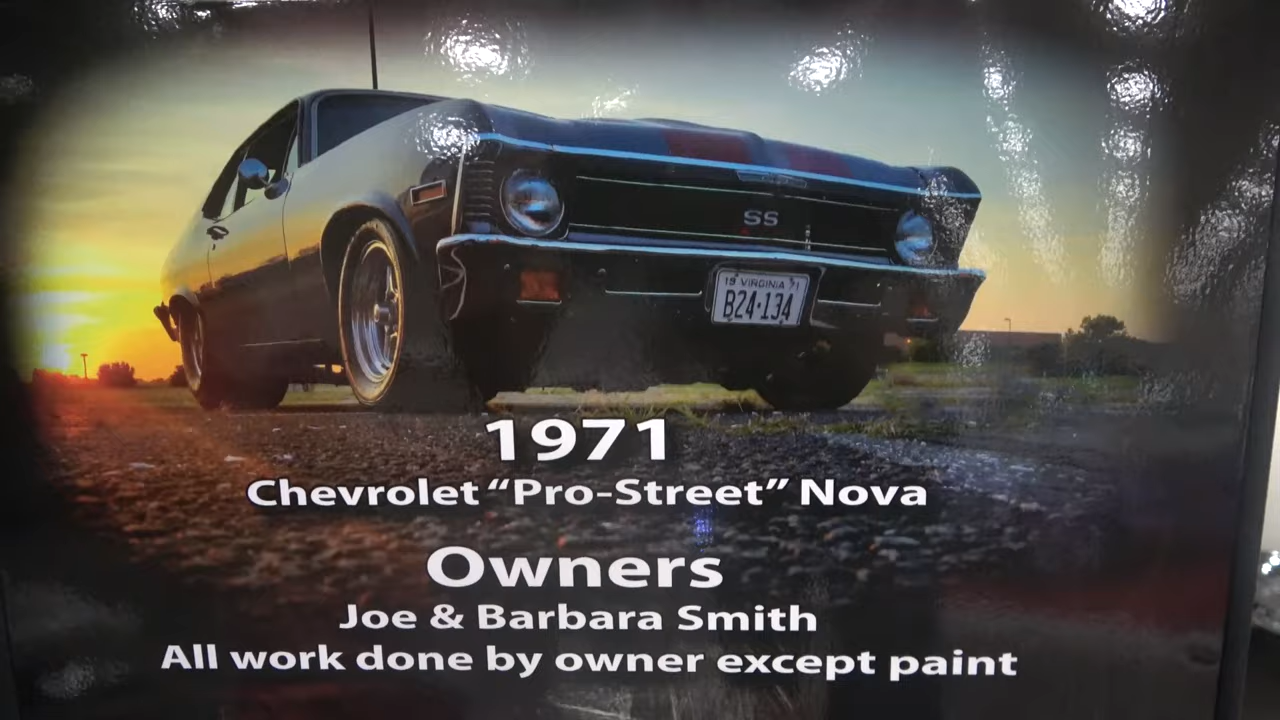 SS
19 VIRGINIA 71
B24·134
1971
Chevrolet “Pro-Street” Nova
Owners
Joe & Barbara Smith
All work done by owner except paint